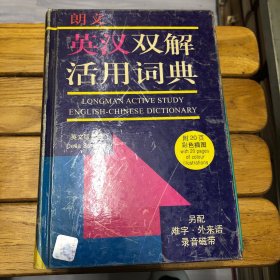 朗文
英汉双解
活用词典
LONGMAN ACTIVE STUDY
ENGLISH-CHINESE DICTIONARY
英文
附20页
彩色插图
with 20 pages
of colour
illustrations
另配
难字·外来语
录音磁带